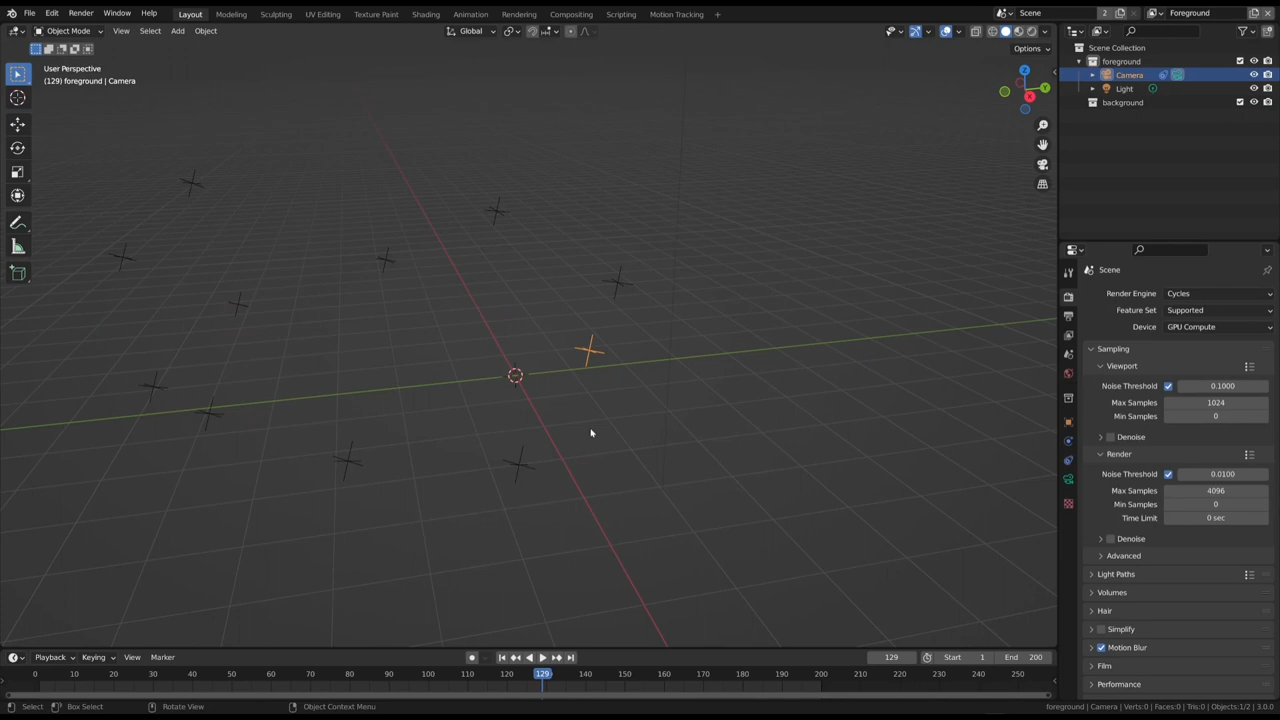 File Edit Render Window Help Layout Modeling Sculpting UV Editing Texture Paint Shading Animation Rendering Compositing Scripting Motion Tracking + Scene 2 Foreground
Object Mode View Select Add Object Global
Options
User Perspective
(129) foreground | Camera
Z
Y
X
Scene Collection
foreground
Camera
Light
background
Scene
Render Engine Cycles
Feature Set Supported
Device GPU Compute
Sampling
Viewport
Noise Threshold 0.1000
Max Samples 1024
Min Samples 0
Denoise
Render
Noise Threshold 0.0100
Max Samples 4096
Min Samples 0
Time Limit 0 sec
Denoise
Advanced
Light Paths
Volumes
Hair
Simplify
Motion Blur
Film
Performance
Playback Keying View Marker 129 Start 1 End 200
0 10 20 30 40 50 60 70 80 90 100 110 120 129 140 150 160 170 180 190 200 210 220 230 240 250
Select Box Select Rotate View Object Context Menu foreground | Camera | Verts:0 | Faces:0 | Tris:0 | Objects:1/2 | 3.0.0